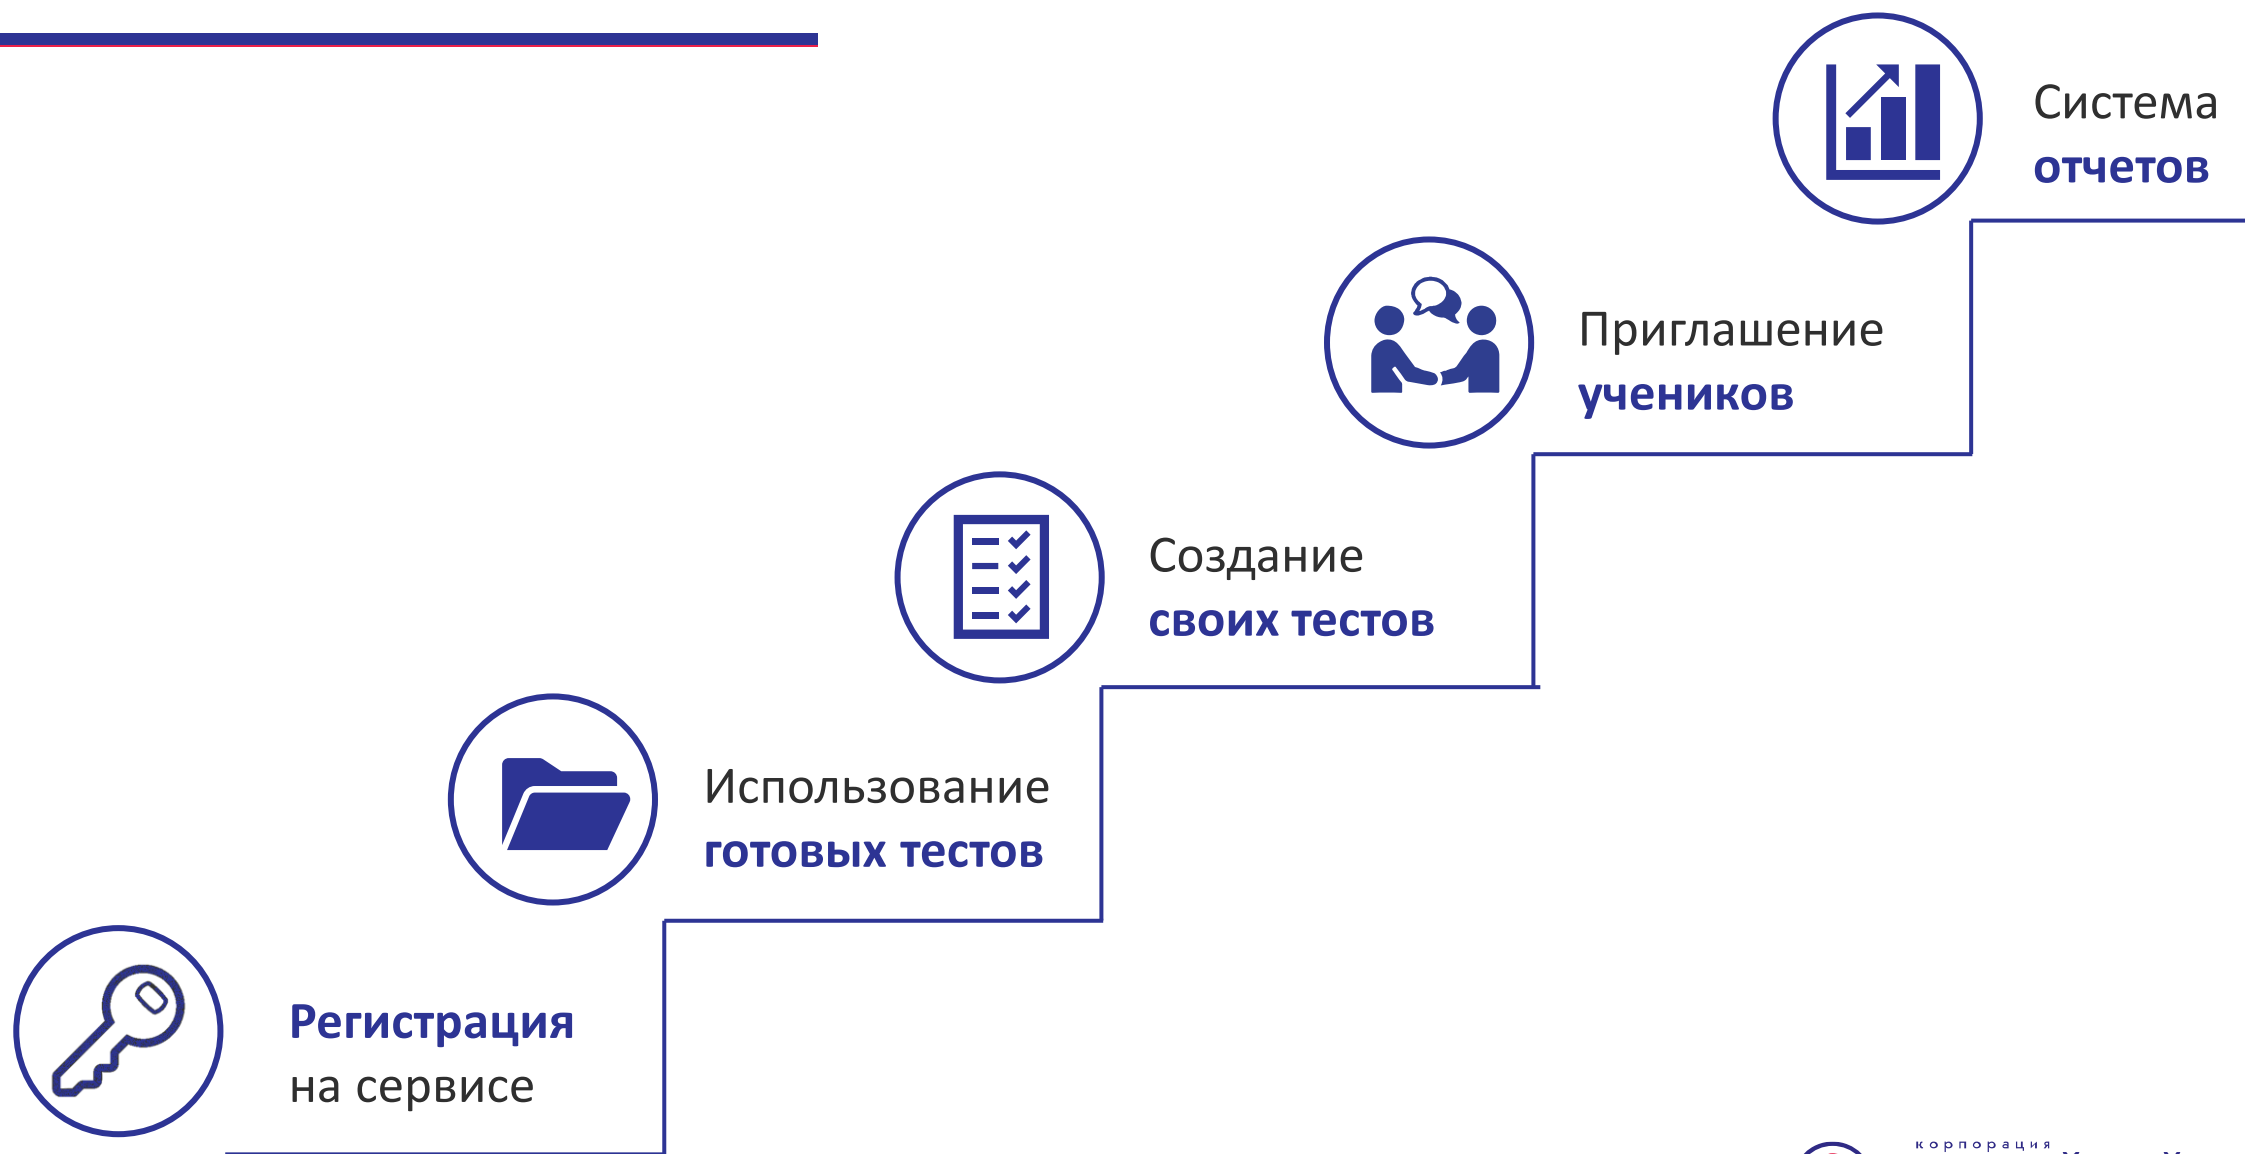 Система
отчетов
Приглашение
учеников
Создание
своих тестов
Использование
готовых тестов
Регистрация
на сервисе
корпорация